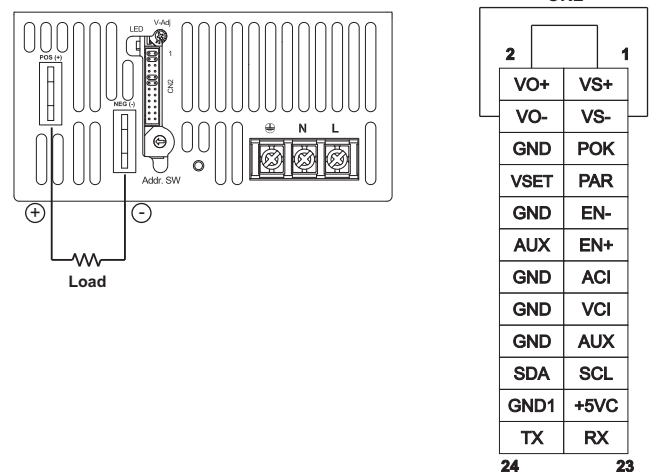 V-Adj
LED
POS (+)
1
CN2
NEG (-)
N L
Addr. SW
+ -
Load
2 1
VO+ VS+
VO- VS-
GND POK
VSET PAR
GND EN-
AUX EN+
GND ACI
GND VCI
GND AUX
SDA SCL
GND1 +5VC
TX RX
24 23